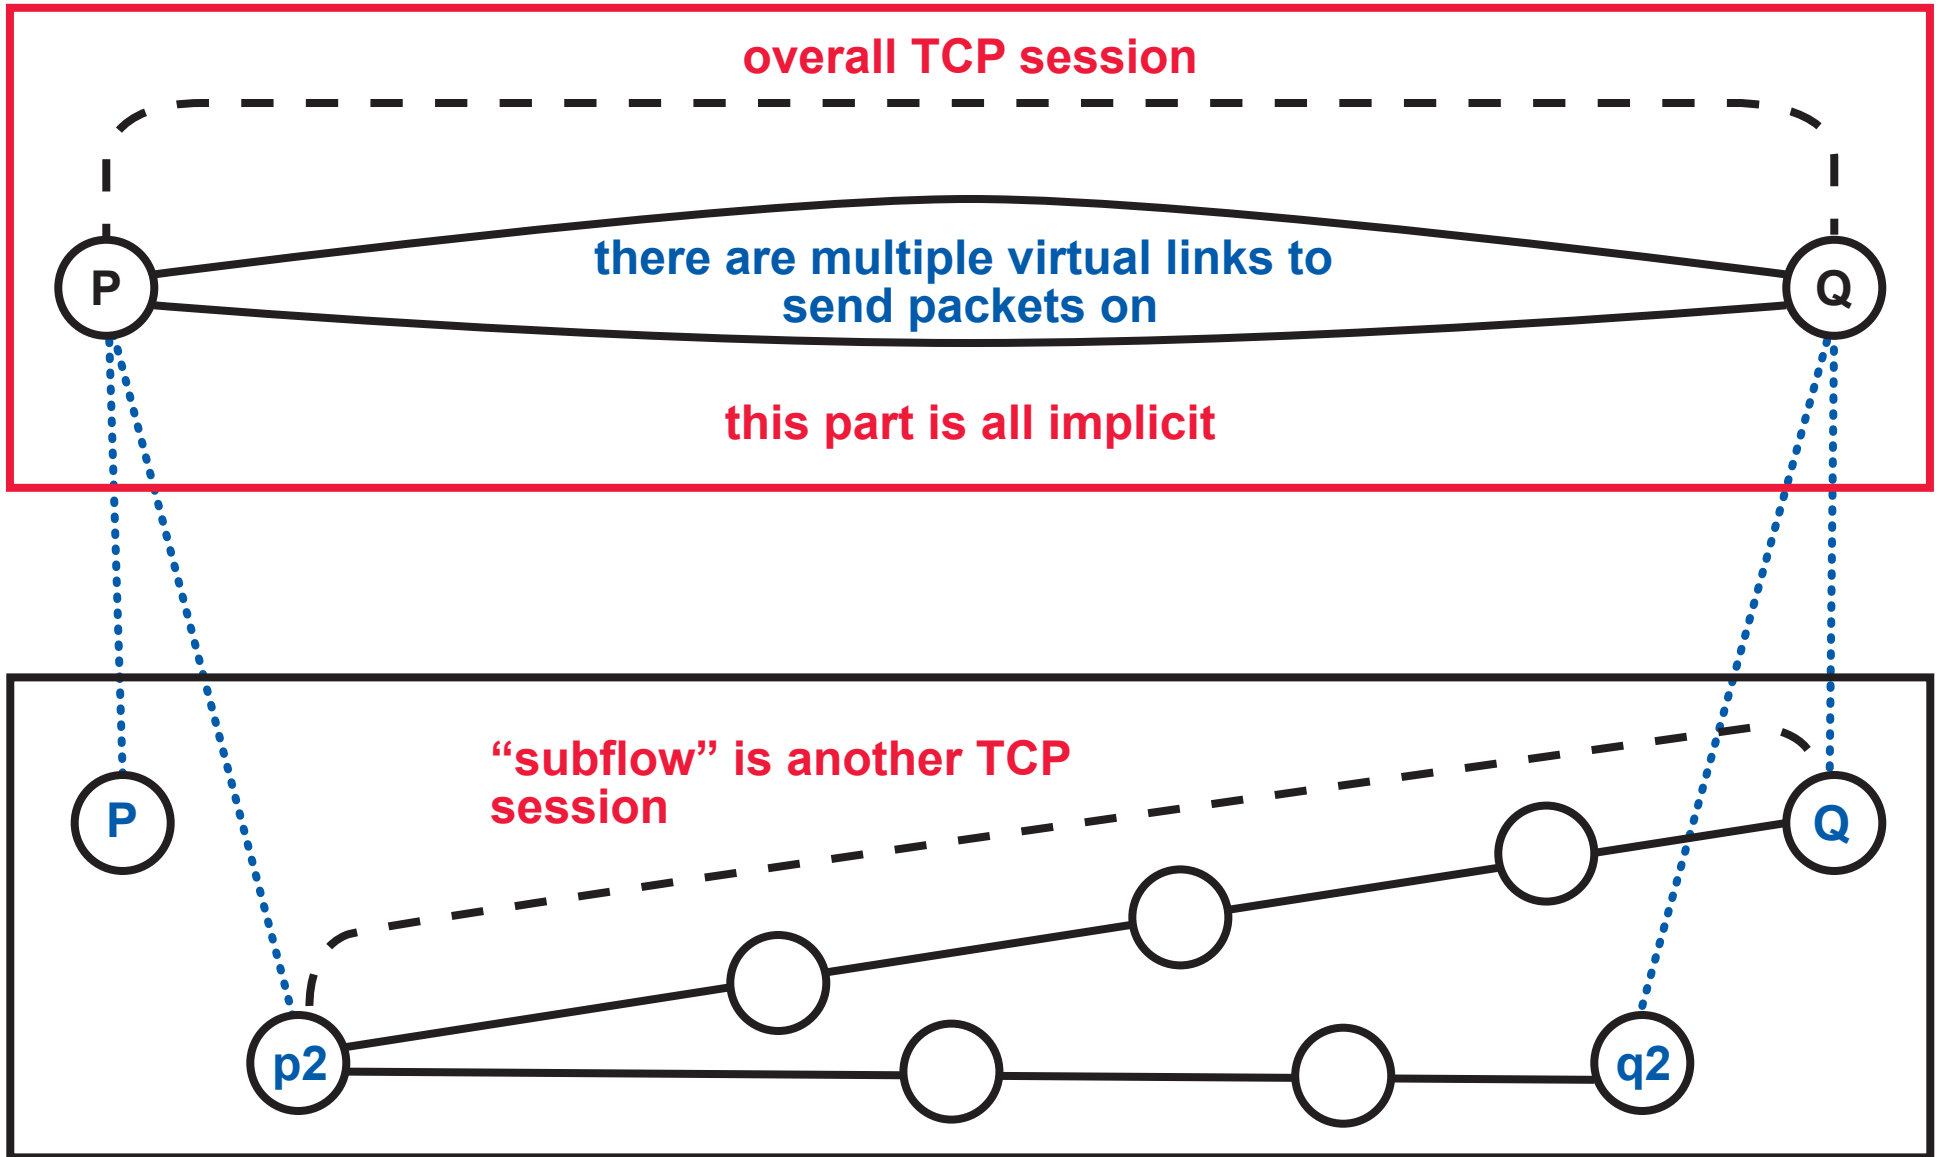 overall TCP session
P
there are multiple virtual links to
send packets on
Q
this part is all implicit
“subflow” is another TCP
session
P
Q
p2
q2